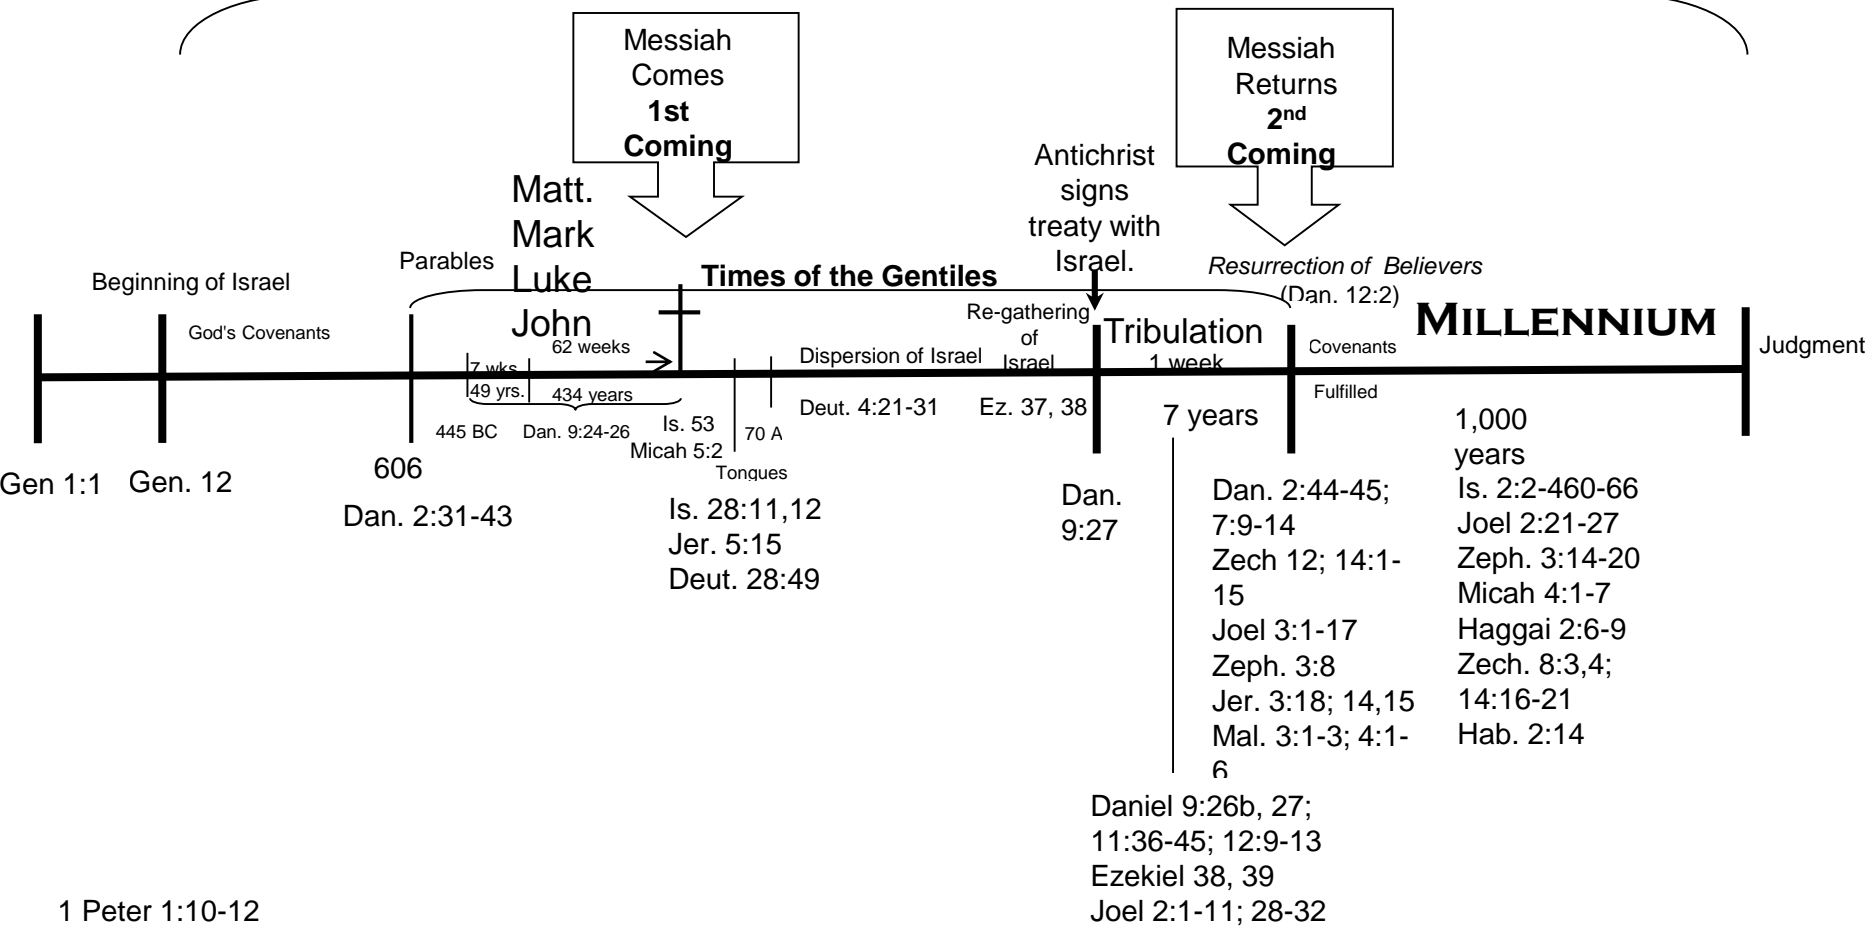 Messiah
Comes
1st
Coming
Messiah
Returns
2nd
Coming
Antichrist
signs
treaty with
Israel.
Matt.
Mark
Luke
John
Parables
Beginning of Israel
God's Covenants
Times of the Gentiles
Resurrection of Believers
(Dan. 12:2)
Re-gathering
of
Israel
Tribulation
1 week
MILLENNIUM
Covenants
Fulfilled
Judgment
62 weeks
7 wks
49 yrs.
434 years
Dispersion of Israel
Deut. 4:21-31
Ez. 37, 38
7 years
1,000
years
445 BC
Dan. 9:24-26
Is. 53
Micah 5:2
70 A
Tongues
Gen 1:1
Gen. 12
606
Dan. 2:31-43
Is. 28:11,12
Jer. 5:15
Deut. 28:49
Dan.
9:27
Dan. 2:44-45;
7:9-14
Zech 12; 14:1-
15
Joel 3:1-17
Zeph. 3:8
Jer. 3:18; 14,15
Mal. 3:1-3; 4:1-
6
Is. 2:2-460-66
Joel 2:21-27
Zeph. 3:14-20
Micah 4:1-7
Haggai 2:6-9
Zech. 8:3,4;
14:16-21
Hab. 2:14
Daniel 9:26b, 27;
11:36-45; 12:9-13
Ezekiel 38, 39
Joel 2:1-11; 28-32
1 Peter 1:10-12